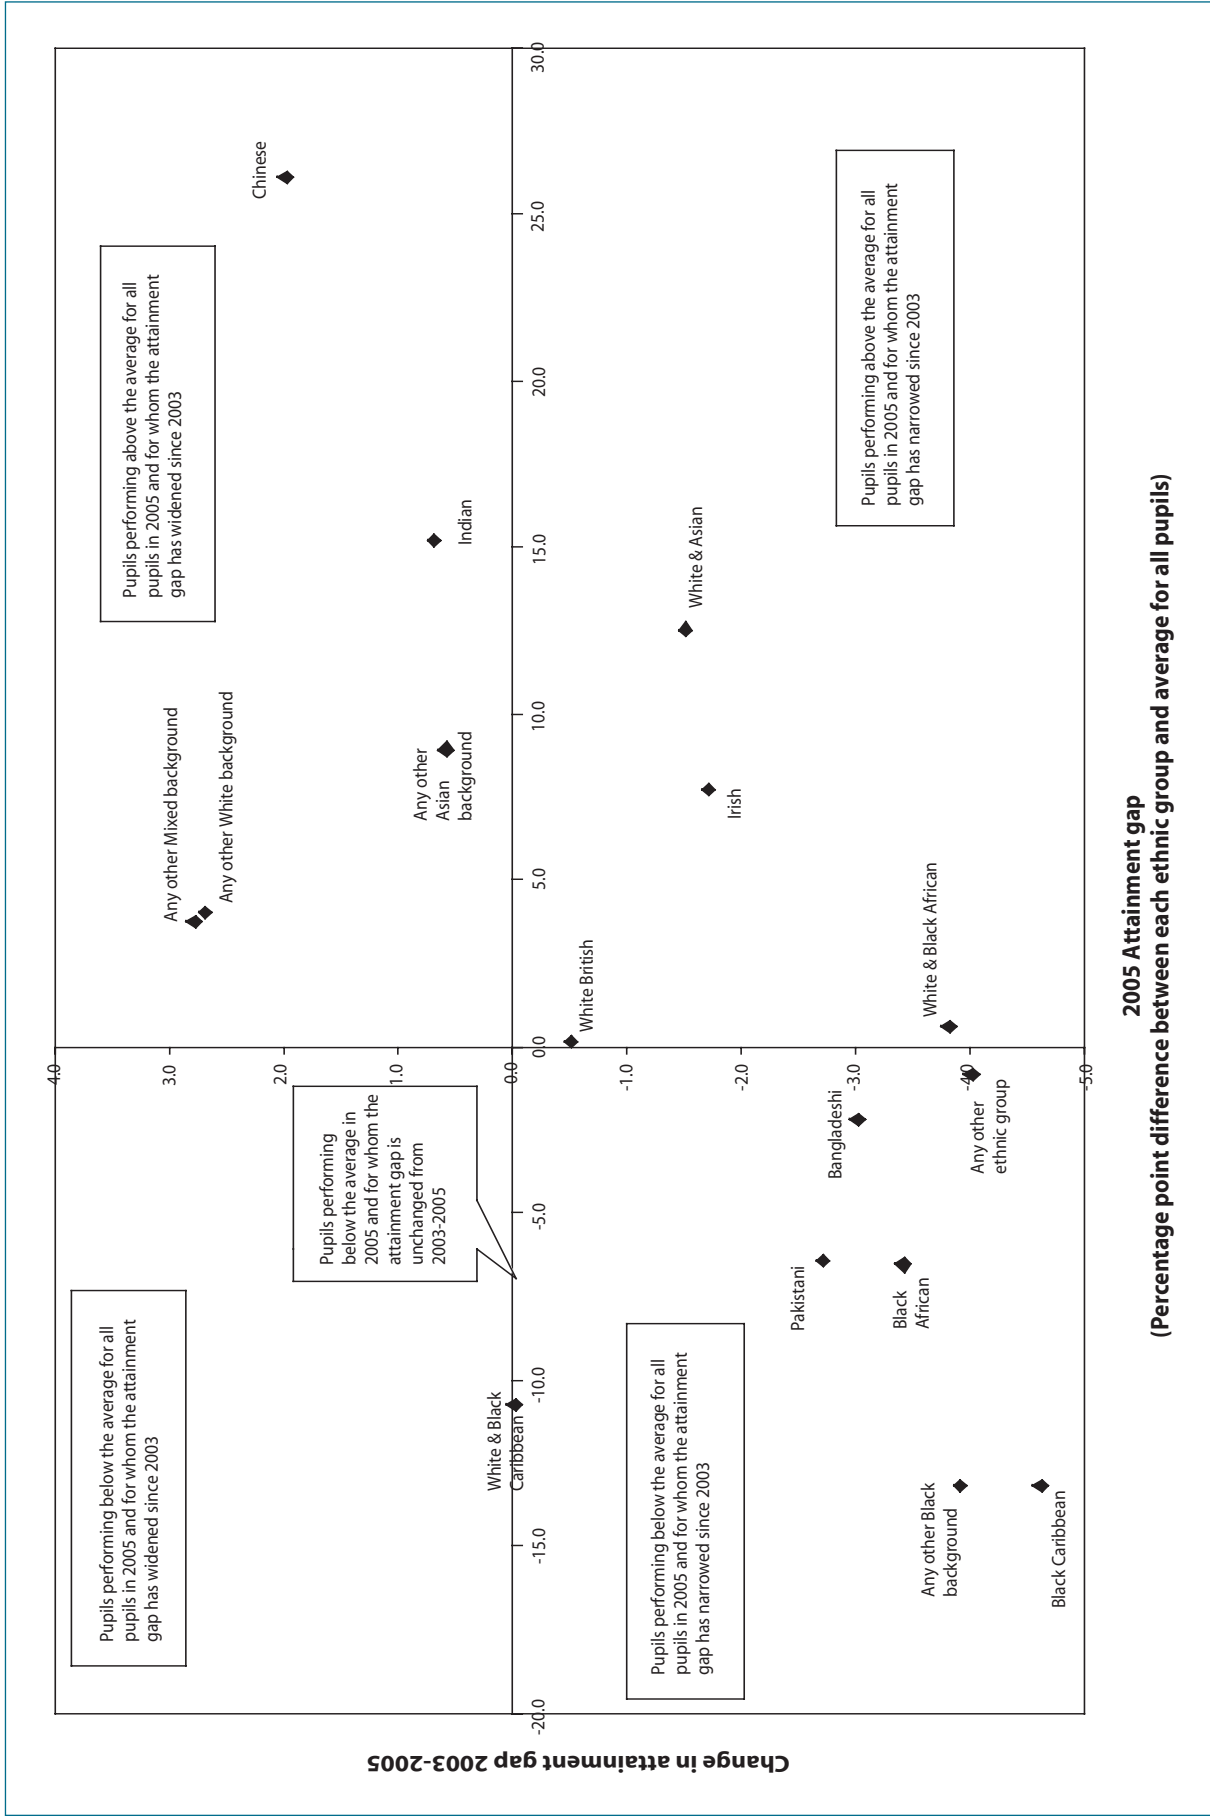 Pupils performing below the average for all
pupils in 2005 and for whom the attainment
gap has widened since 2003
Pupils performing
below the average in
2005 and for whom the
attainment gap is
unchanged from
2003-2005
Pupils performing above the average for all
pupils in 2005 and for whom the attainment
gap has widened since 2003
Any other Mixed background
Any other White background
Chinese
Any other
Asian
background
Indian
4.0
3.0
2.0
1.0
0.0
-1.0
-2.0
-3.0
-4.0
-5.0
White & Black
Caribbean
-20.0
-15.0
-10.0
-5.0
0.0
5.0
10.0
15.0
20.0
25.0
30.0
White British
White & Asian
Irish
Pupils performing below the average for all
pupils in 2005 and for whom the attainment
gap has narrowed since 2003
Pakistani
Bangladeshi
Black
African
White & Black African
Any other
ethnic group
Any other Black
background
Black Caribbean
Pupils performing above the average for all
pupils in 2005 and for whom the attainment
gap has narrowed since 2003
Change in attainment gap 2003-2005
2005 Attainment gap
(Percentage point difference between each ethnic group and average for all pupils)